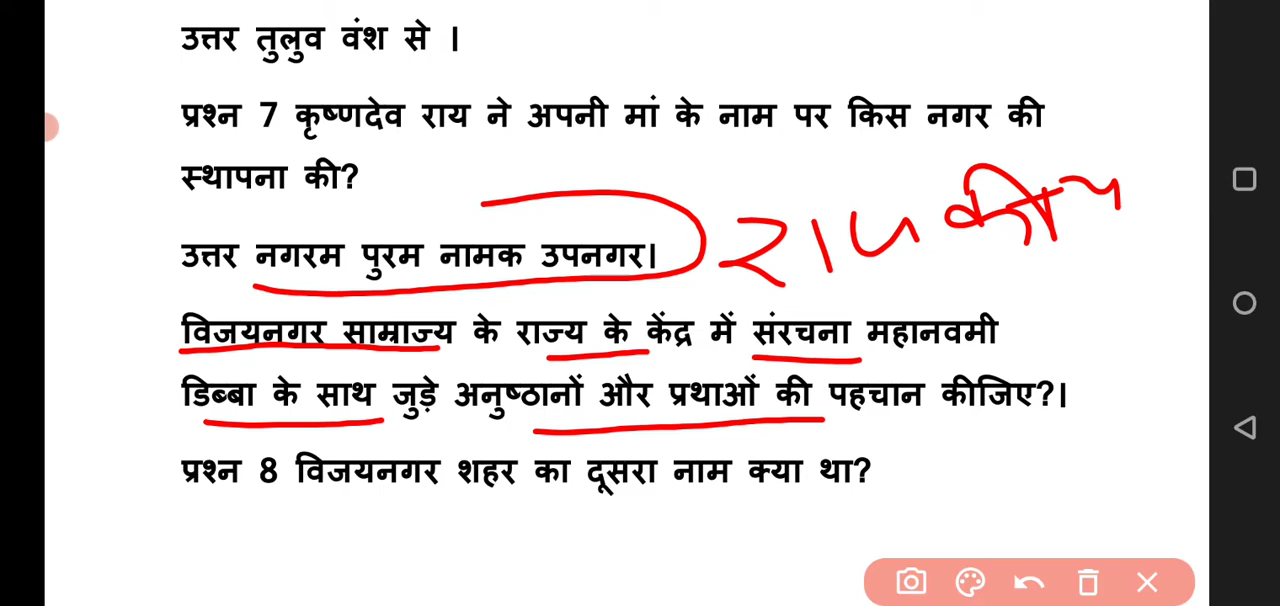 उत्तर तुलुव वंश से ।
प्रश्न 7 कृष्णदेव राय ने अपनी मां के नाम पर किस नगर की
स्थापना की?
उत्तर नगरम पुरम नामक उपनगर।
विजयनगर साम्राज्य के राज्य के केंद्र में संरचना महानवमी
डिब्बा के साथ जुड़े अनुष्ठानों और प्रथाओं की पहचान कीजिए?।
प्रश्न 8 विजयनगर शहर का दूसरा नाम क्या था?